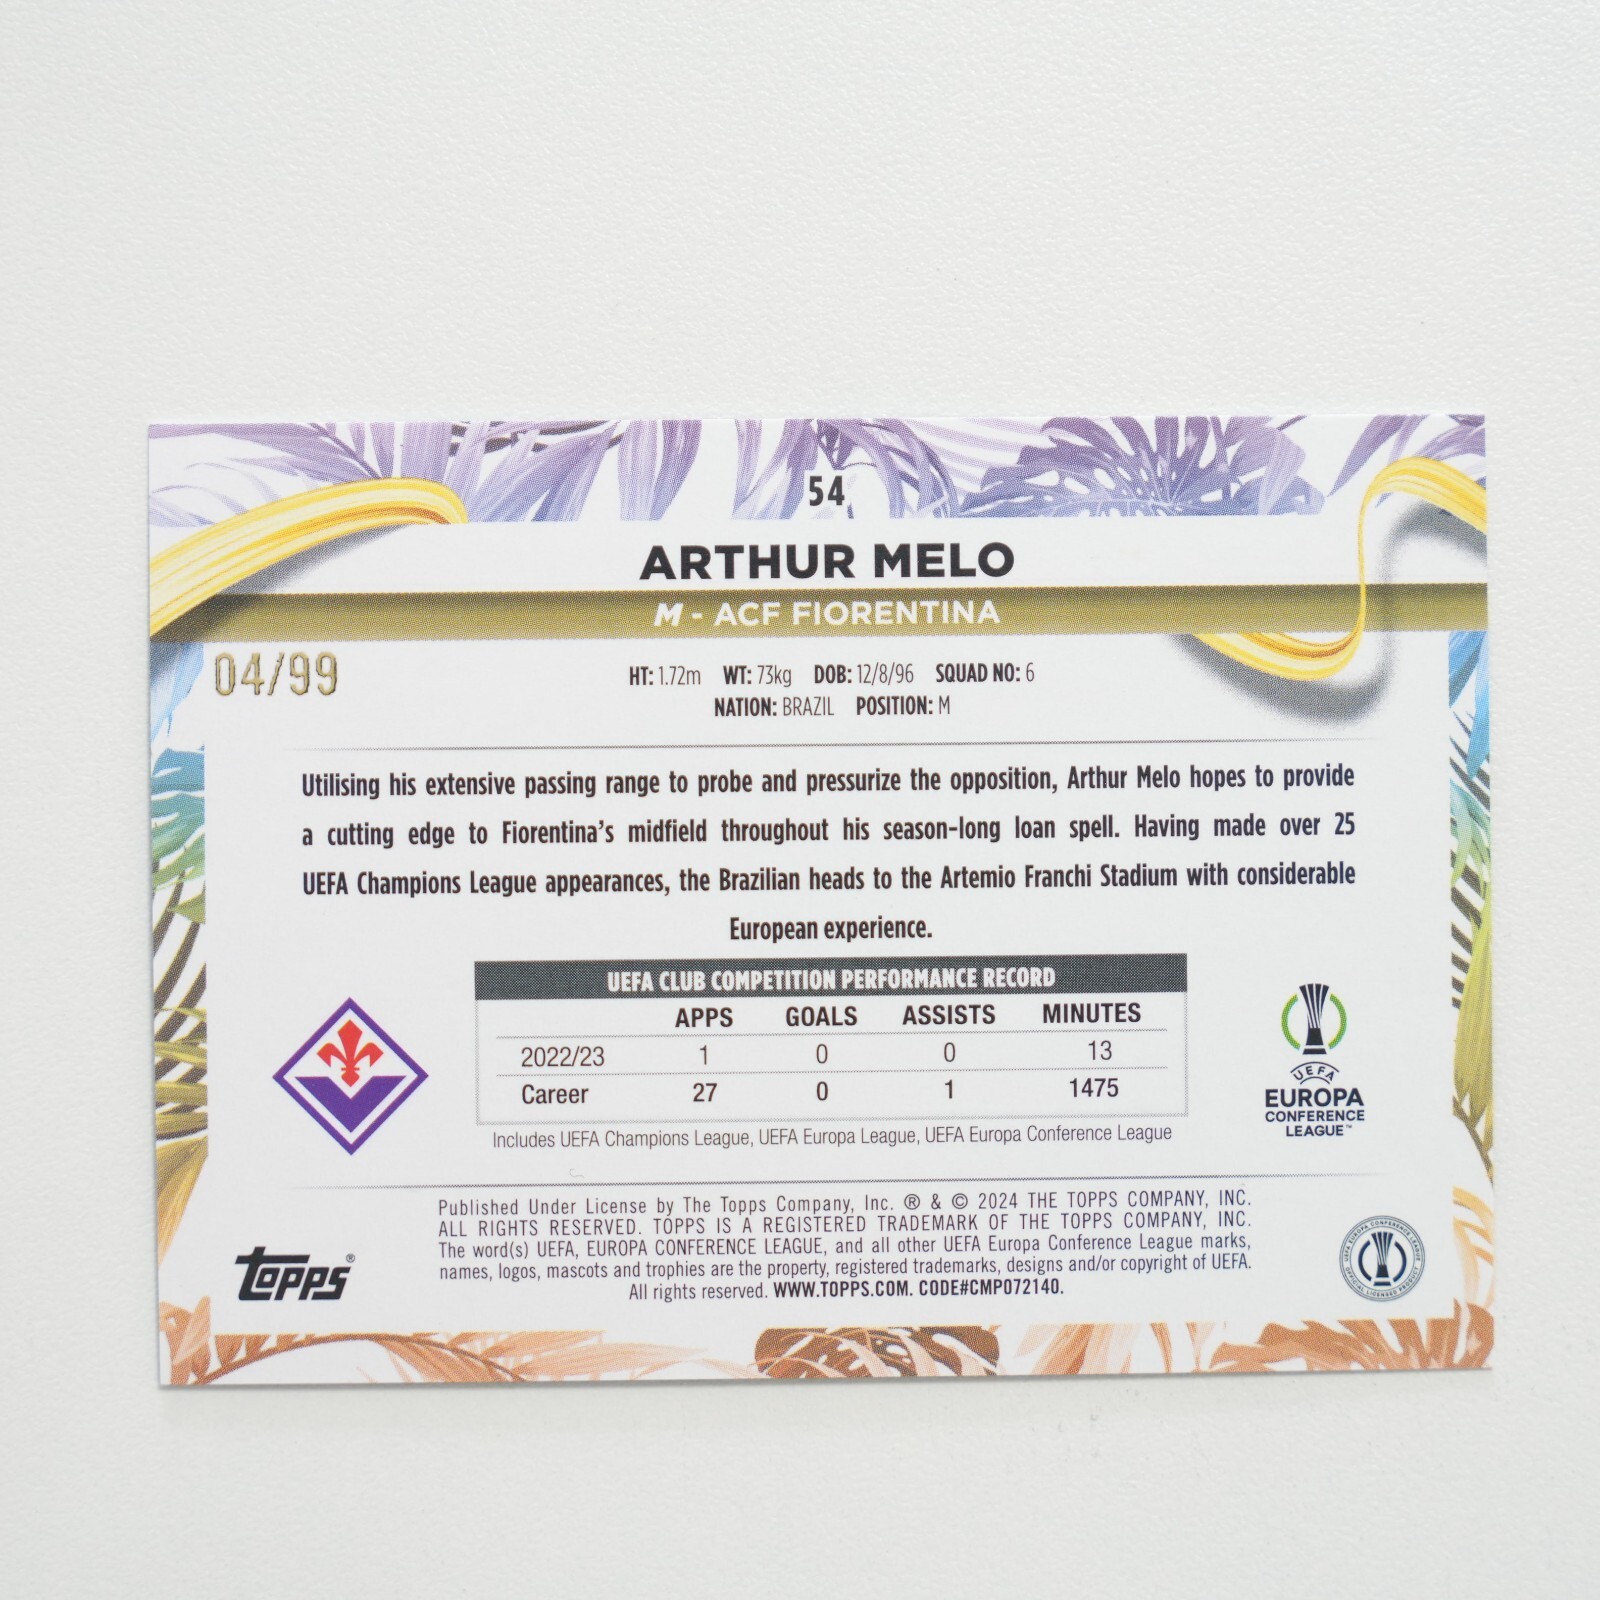 54
ARTHUR MELO
M - ACF FIORENTINA
04/99
HT: 1.72m WT: 73kg DOB: 12/8/96 SQUAD NO: 6
NATION: BRAZIL POSITION: M
Utilising his extensive passing range to probe and pressurize the opposition, Arthur Melo hopes to provide
a cutting edge to Fiorentina's midfield throughout his season-long loan spell. Having made over 25
UEFA Champions League appearances, the Brazilian heads to the Artemio Franchi Stadium with considerable
European experience.
UEFA CLUB COMPETITION PERFORMANCE RECORD
APPS GOALS ASSISTS MINUTES
2022/23 1 0 0 13
Career 27 0 1 1475
Includes UEFA Champions League, UEFA Europa League, UEFA Europa Conference League
UEFA
EUROPA
CONFERENCE
LEAGUE™
Published Under License by The Topps Company, Inc. ® & © 2024 THE TOPPS COMPANY, INC.
ALL RIGHTS RESERVED. TOPPS IS A REGISTERED TRADEMARK OF THE TOPPS COMPANY, INC.
The word(s) UEFA, EUROPA CONFERENCE LEAGUE, and all other UEFA Europa Conference League marks,
names, logos, mascots and trophies are the property, registered trademarks, designs and/or copyright of UEFA.
All rights reserved. WWW.TOPPS.COM. CODE#CMP072140.
Topps®
UEFA EUROPA CONFERENCE LEAGUE
OFFICIAL LICENSED PRODUCT